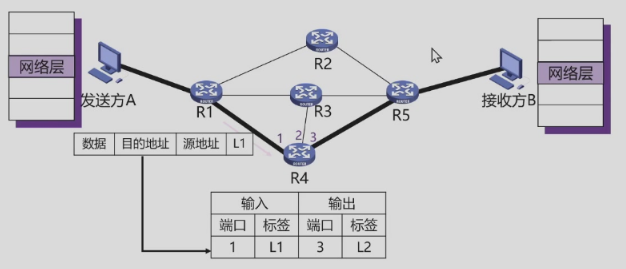 网络层
发送方A
R1
R2
R3
R4
R5
1 2 3
接收方B
网络层
数据 目的地址 源地址 L1
输入 输出
端口 标签 端口 标签
1 L1 3 L2